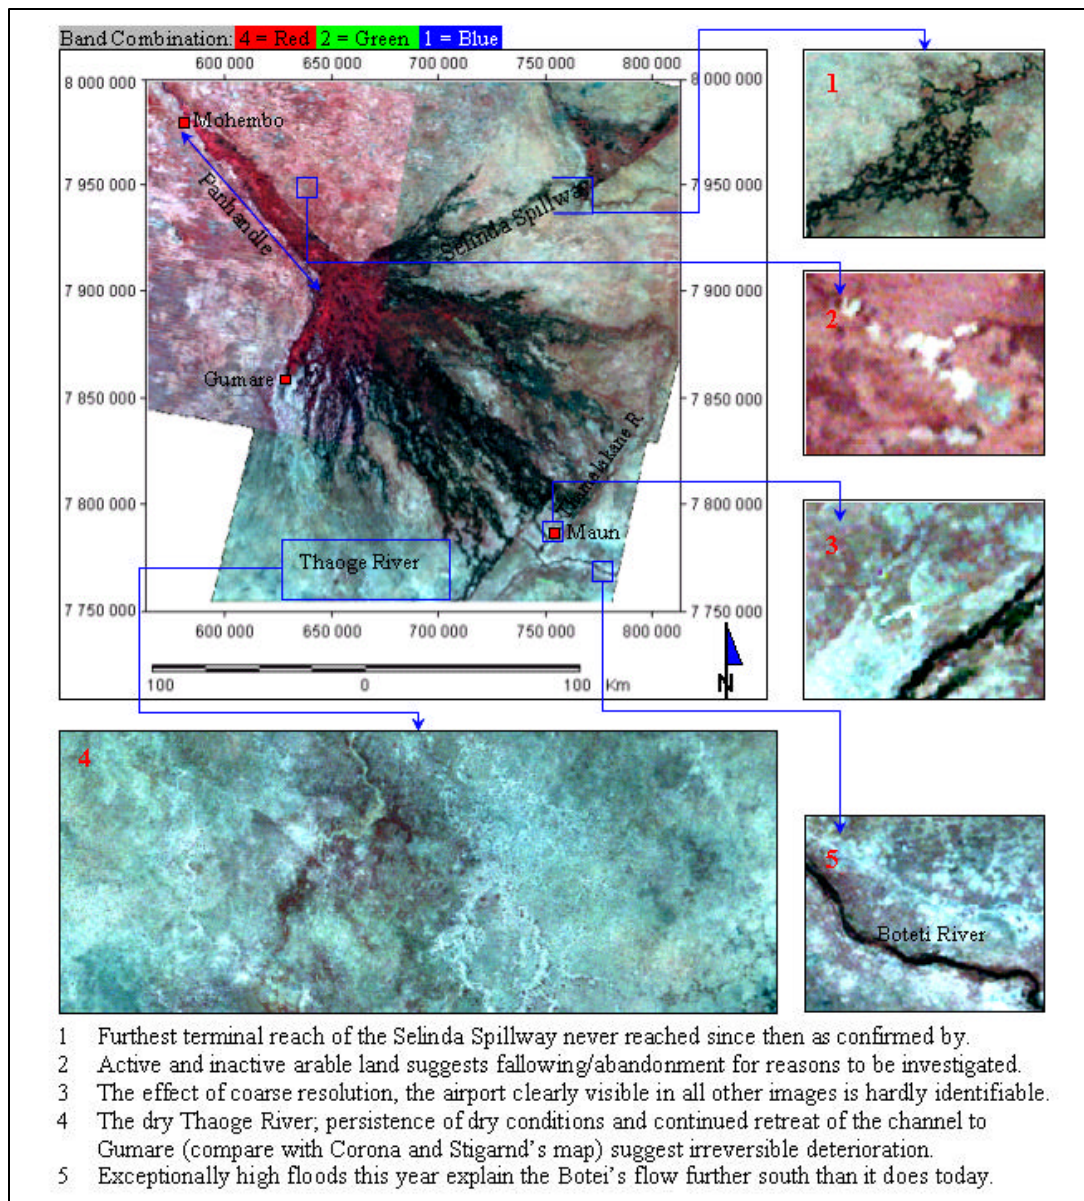 Band Combination: 4 = Red 2 = Green 1 = Blue
600 000 650 000 700 000 750 000 800 000
8 000 000 8 000 000
Mohembo
7 950 000 7 950 000
Panhandle
Selinda Spillway
7 900 000 7 900 000
Gumare
7 850 000 7 850 000
Thamalakane R
7 800 000 7 800 000
Maun
Thaoge River
7 750 000 7 750 000
600 000 650 000 700 000 750 000 800 000
100 0 100 Km
N
1
2
3
4
5
Boteti River
1 Furthest terminal reach of the Selinda Spillway never reached since then as confirmed by.
2 Active and inactive arable land suggests fallowing/abandonment for reasons to be investigated.
3 The effect of coarse resolution, the airport clearly visible in all other images is hardly identifiable.
4 The dry Thaoge River; persistence of dry conditions and continued retreat of the channel to
Gumare (compare with Corona and Stigarnd's map) suggest irreversible deterioration.
5 Exceptionally high floods this year explain the Botei's flow further south than it does today.